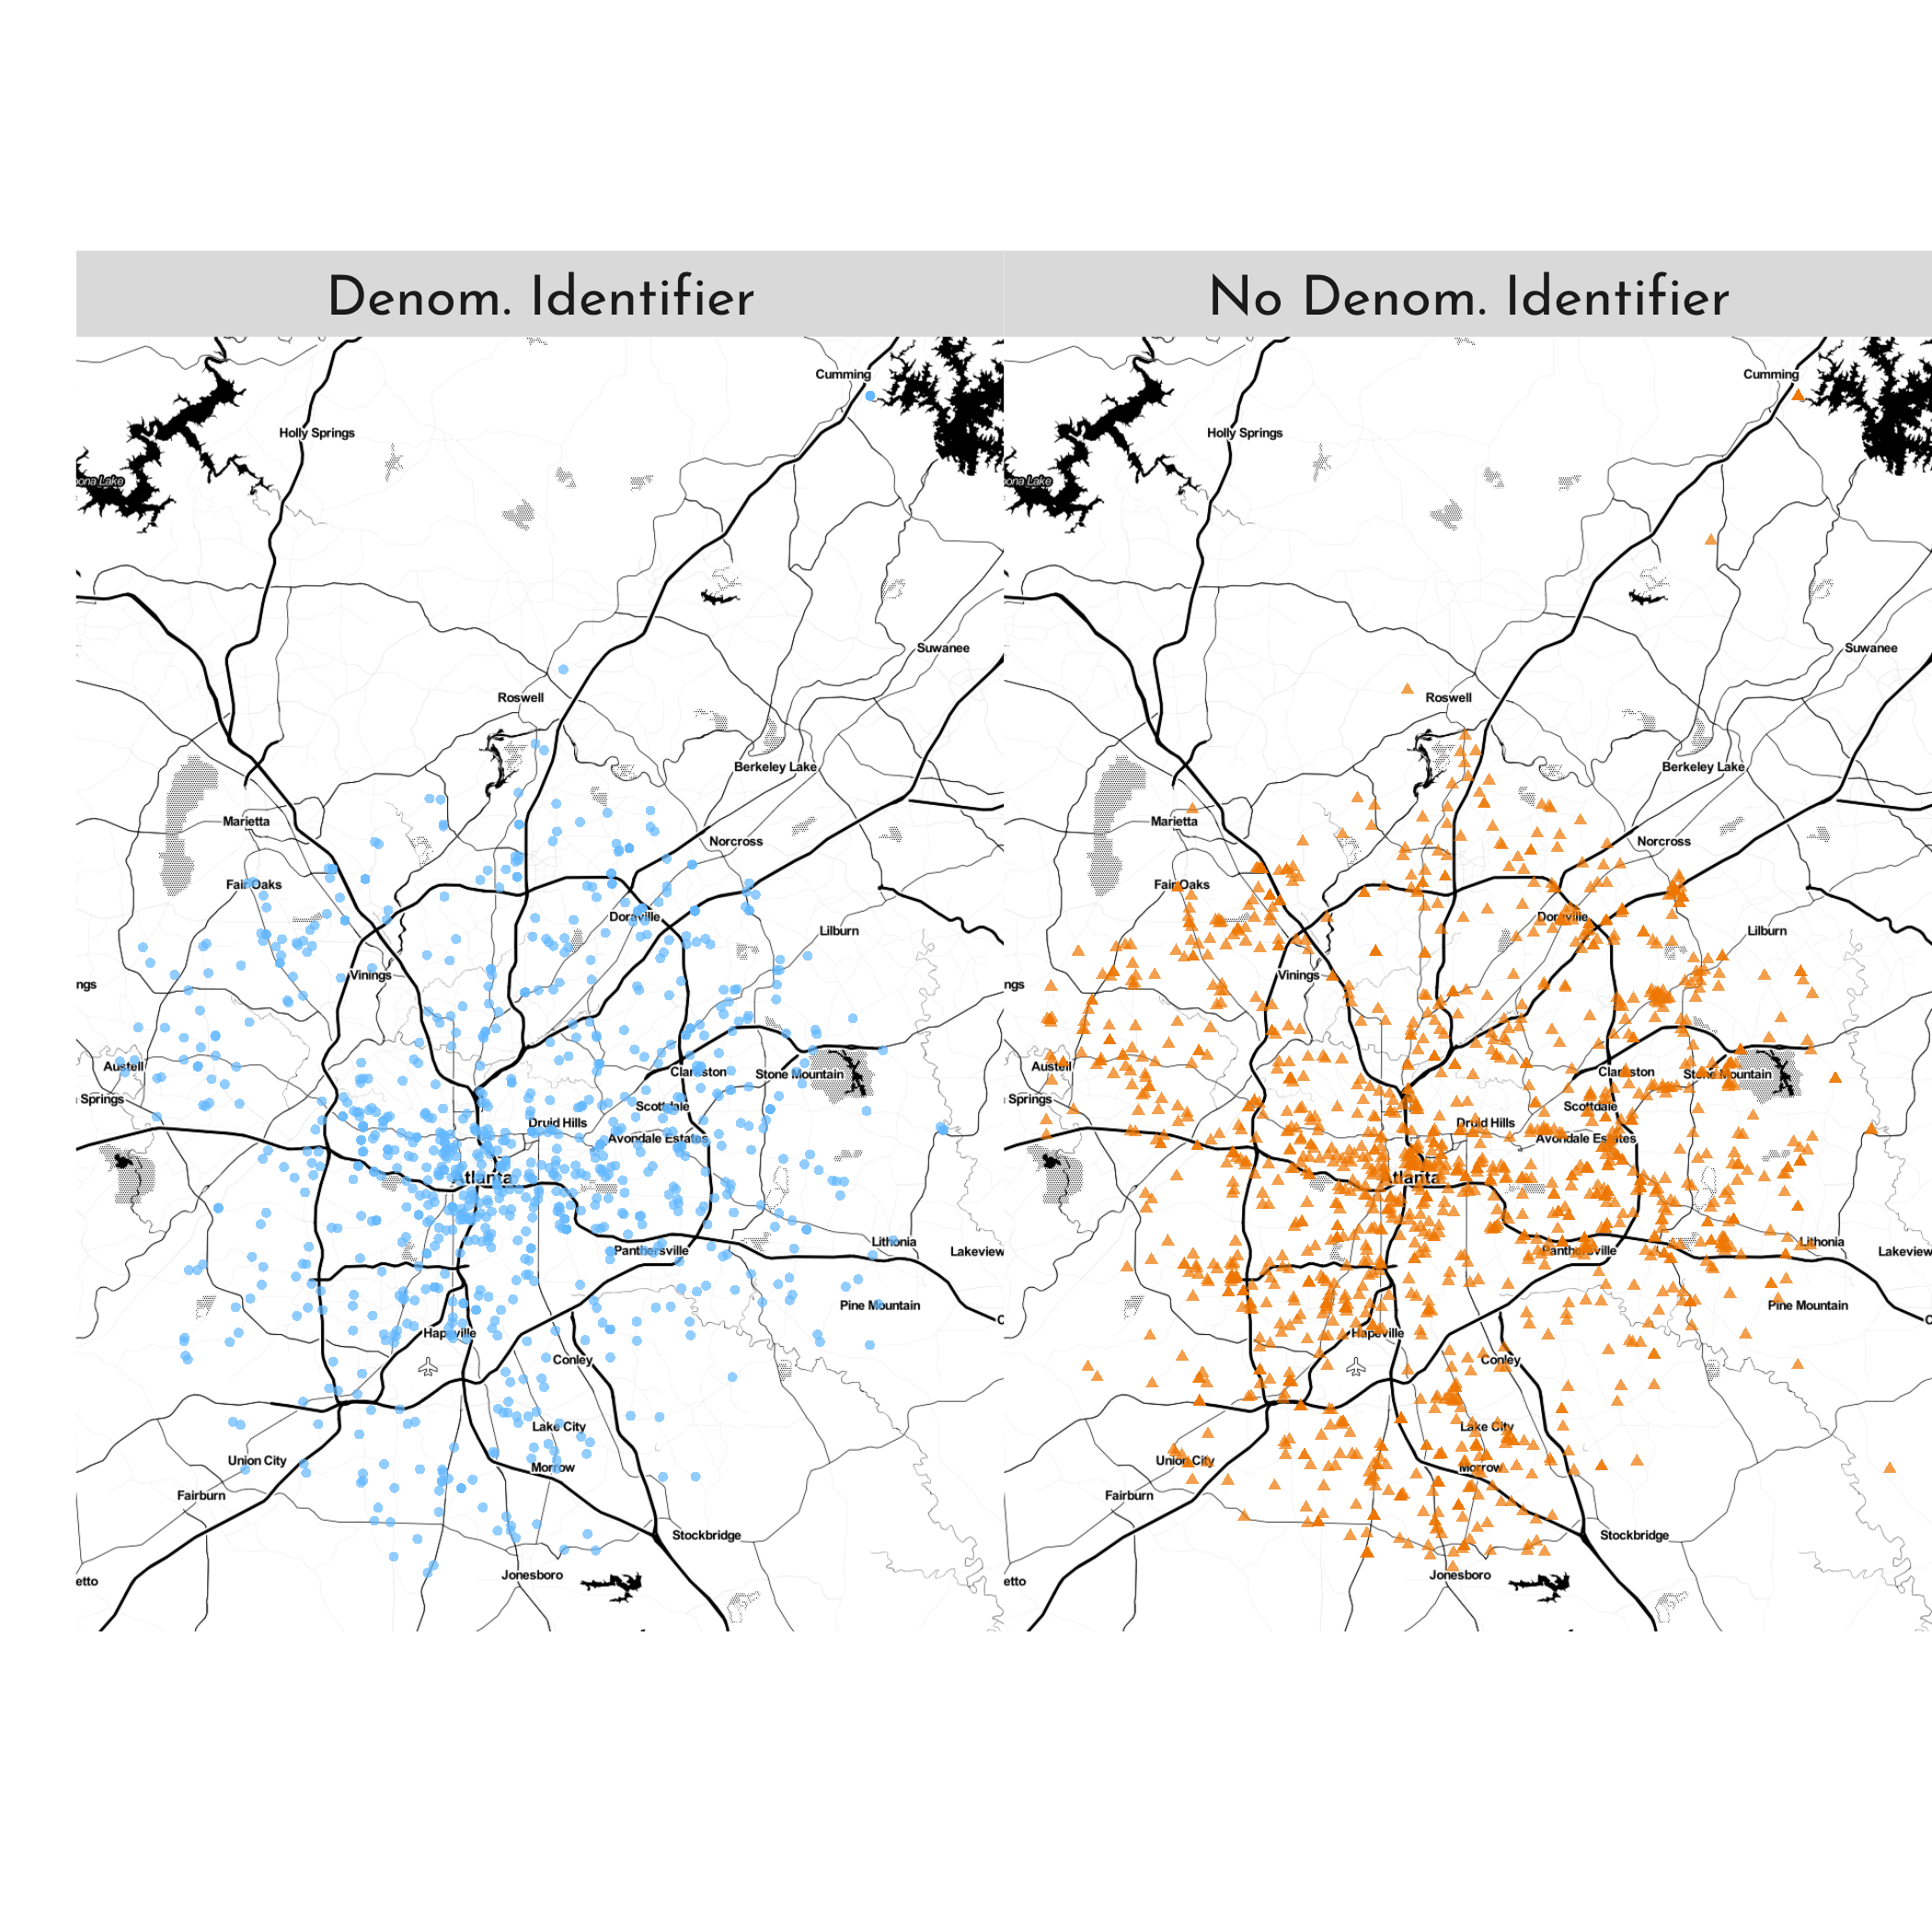 Denom. Identifier
No Denom. Identifier
Cumming
Holly Springs
ona Lake
Suwanee
Roswell
Berkeley Lake
Marietta
Norcross
Fair Oaks
Doraville
Lilburn
Vinings
ngs
Austell
Clarkston
Stone Mountain
Springs
Scottdale
Druid Hills
Avondale Estates
Atlanta
Lithonia
Panthersville
Lakeview
Pine Mountain
Hapeville
Conley
Lake City
Union City
Morrow
Fairburn
Stockbridge
Jonesboro
etto
Cumming
Holly Springs
ona Lake
Suwanee
Roswell
Berkeley Lake
Marietta
Norcross
Fair Oaks
Doraville
Lilburn
Vinings
ngs
Austell
Clarkston
Stone Mountain
Springs
Scottdale
Druid Hills
Avondale Estates
Atlanta
Lithonia
Panthersville
Lakeview
Pine Mountain
Hapeville
Conley
Lake City
Union City
Morrow
Fairburn
Stockbridge
Jonesboro
etto